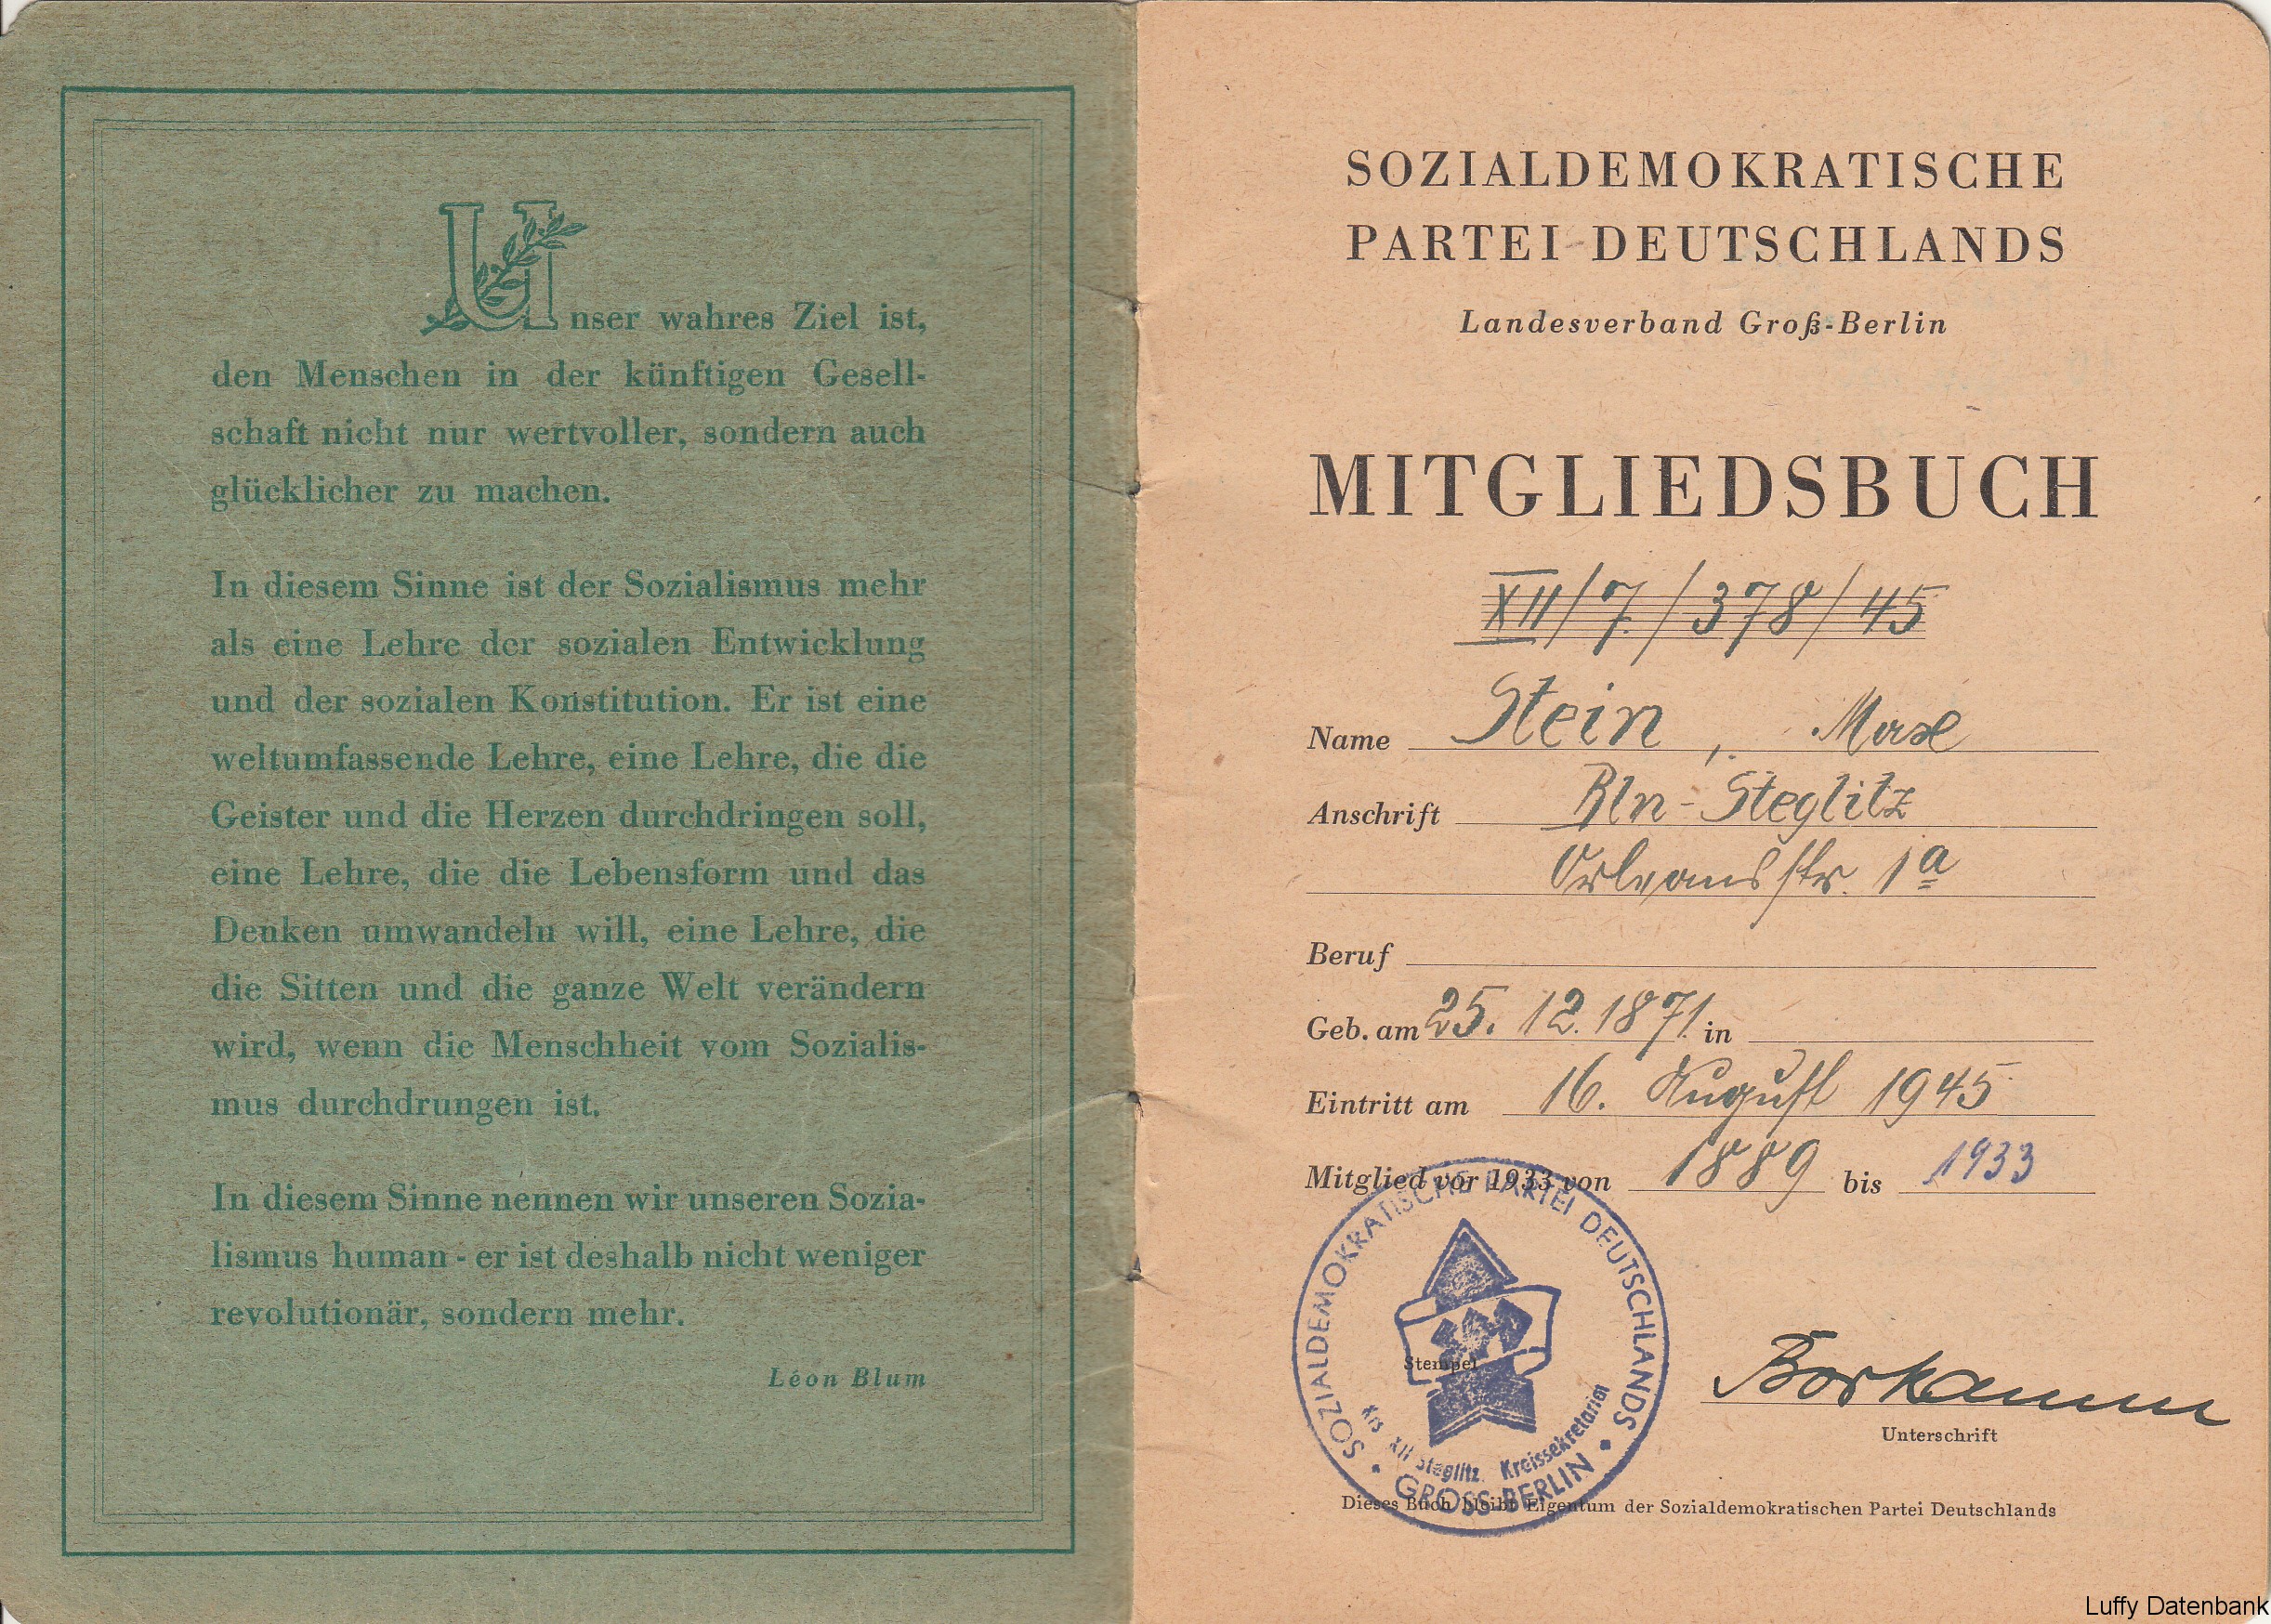 Unser wahres Ziel ist,
den Menschen in der künftigen Gesell-
schaft nicht nur wertvoller, sondern auch
glücklicher zu machen.
In diesem Sinne ist der Sozialismus mehr
als eine Lehre der sozialen Entwicklung
und der sozialen Konstitution. Er ist eine
weltumfassende Lehre, eine Lehre, die die
Geister und die Herzen durchdringen soll,
eine Lehre, die die Lebensform und das
Denken umwandeln will, eine Lehre, die
die Sitten und die ganze Welt verändern
wird, wenn die Menschheit vom Sozialis-
mus durchdrungen ist.
In diesem Sinne nennen wir unseren Sozia-
lismus human - er ist deshalb nicht weniger
revolutionär, sondern mehr.
Léon Blum
SOZIALDEMOKRATISCHE
PARTEI DEUTSCHLANDS
Landesverband Groß-Berlin
MITGLIEDSBUCH
XII/7./378/45
Name Stein, Max
Anschrift Bln-Steglitz
Orleansstr. 1a
Beruf
Geb. am 25. 12. 1871 in
Eintritt am 16. August 1945
Mitglied vor 1933 von 1889 bis 1933
SOZIALDEMOKRATISCHE PARTEI DEUTSCHLANDS
Stempel
Krs XII Steglitz. Kreissekretariat
GROSS-BERLIN
Borkamm
Unterschrift
Dieses Buch bleibt Eigentum der Sozialdemokratischen Partei Deutschlands
Luffy Datenbank